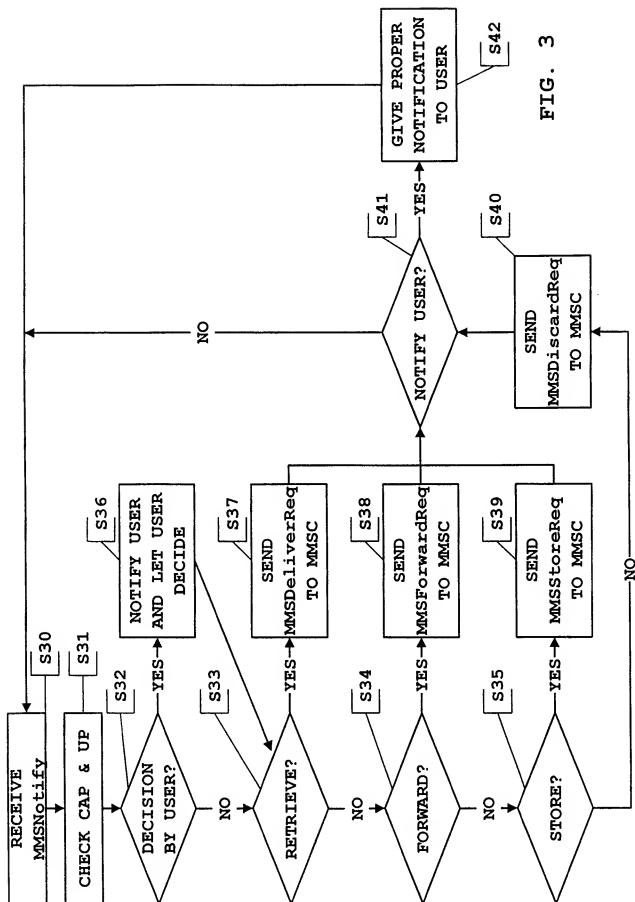 RECEIVE
MMSNotify
S30
CHECK CAP & UP
S31
DECISION
BY USER?
S32
YES
NO
NOTIFY USER
AND LET USER
DECIDE
S36
RETRIEVE?
S33
YES
NO
SEND
MMSDeliverReq
TO MMSC
S37
FORWARD?
S34
YES
NO
SEND
MMSForwardReq
TO MMSC
S38
STORE?
S35
YES
NO
SEND
MMSStoreReq
TO MMSC
S39
SEND
MMSDiscardReq
TO MMSC
S40
NOTIFY USER?
S41
NO
YES
GIVE PROPER
NOTIFICATION
TO USER
S42
FIG. 3